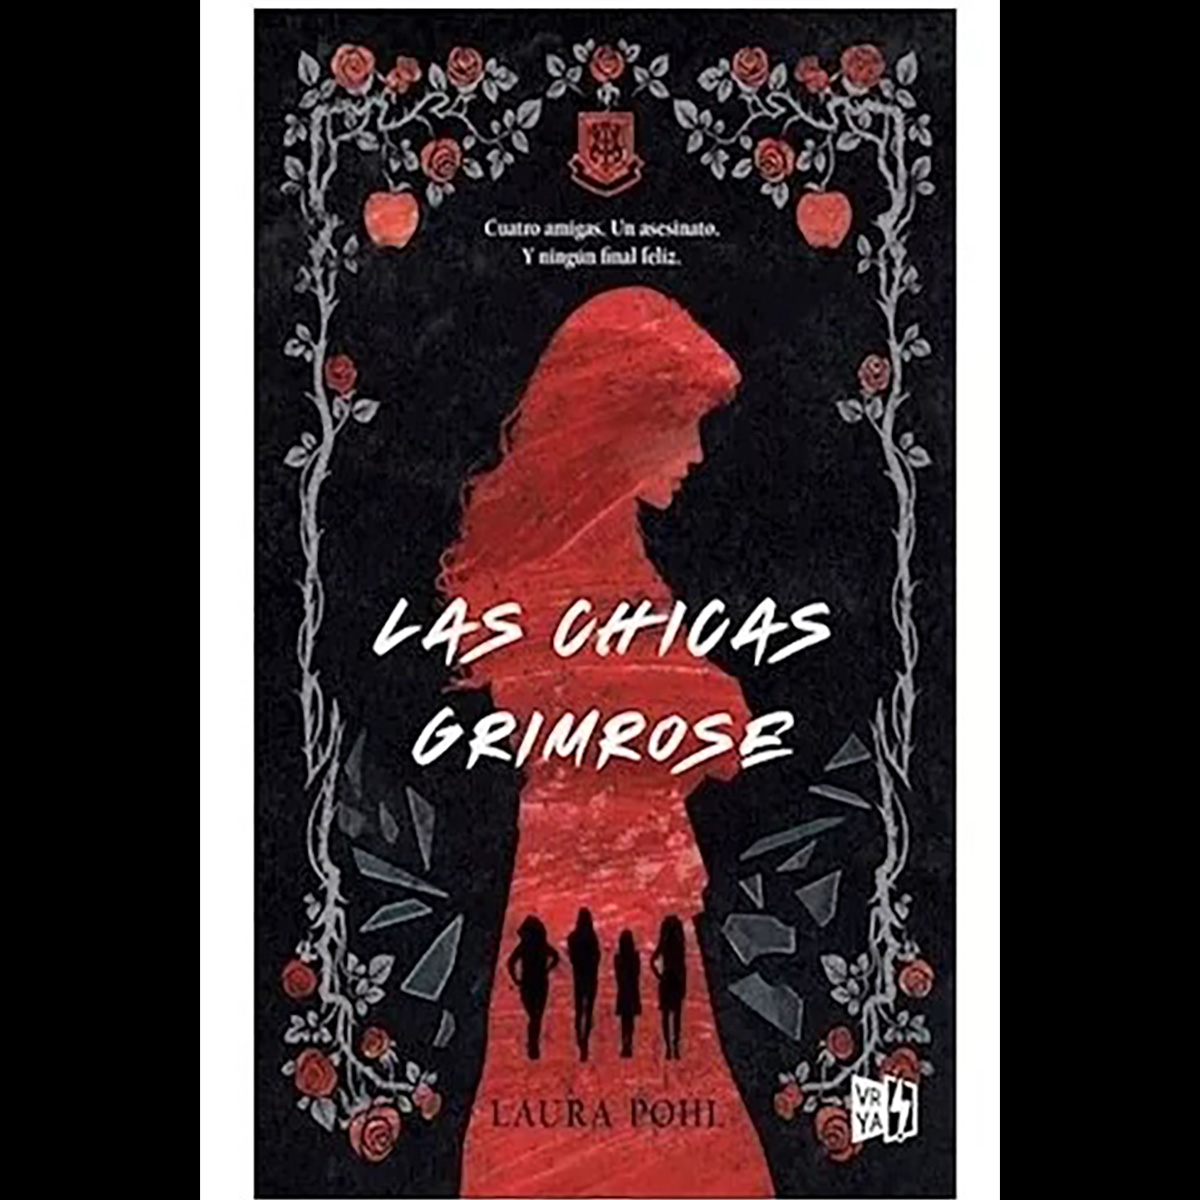 Cuatro amigas. Un asesinato.
Y ningún final feliz.
LAS CHICAS
GRIMROSE
LAURA POHL
VR
YA